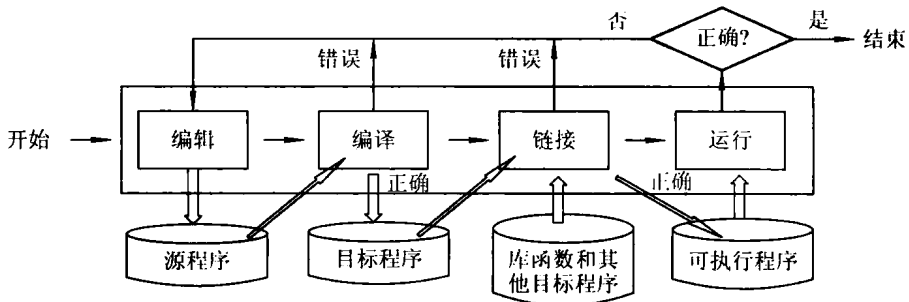 否
正确?
是
结束
错误
错误
开始
编辑
编译
链接
运行
正确
正确
源程序
目标程序
库函数和其
他目标程序
可执行程序